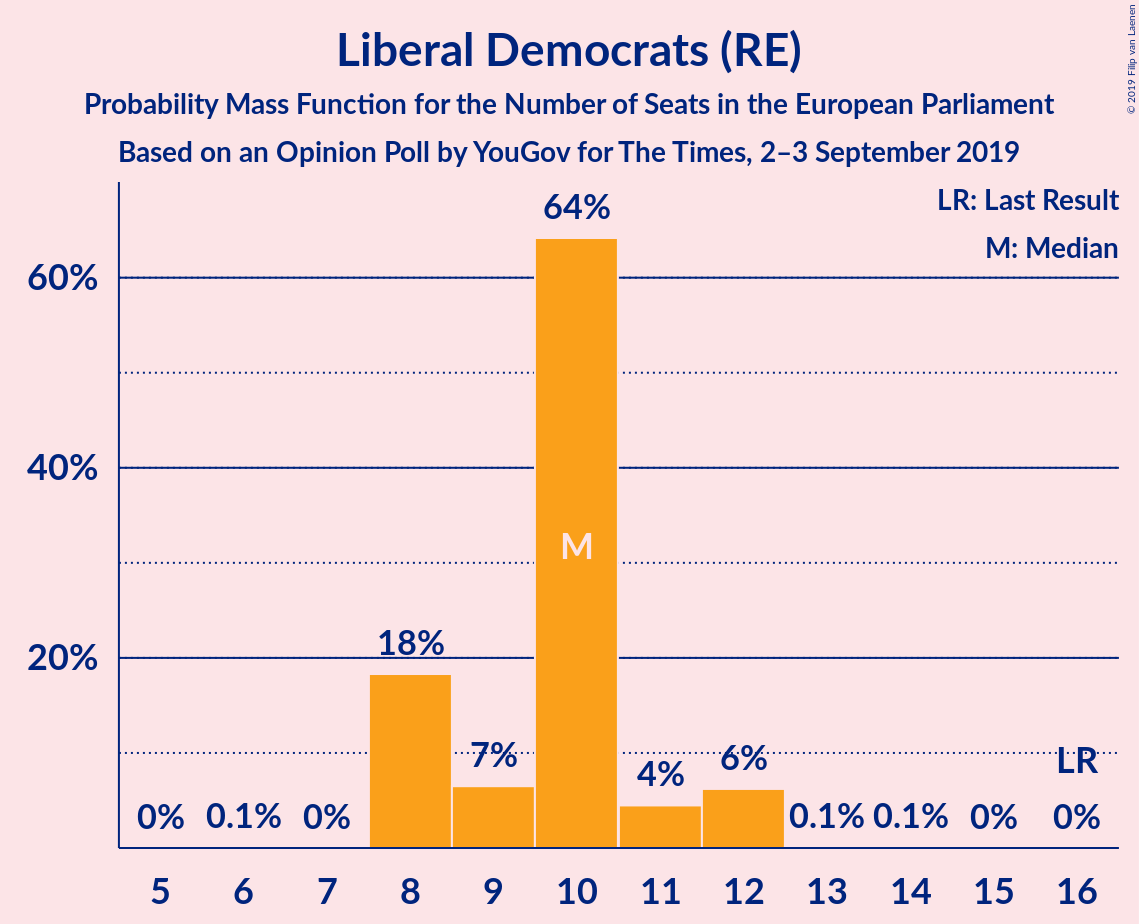 Liberal Democrats (RE)
Probability Mass Function for the Number of Seats in the European Parliament
Based on an Opinion Poll by YouGov for The Times, 2–3 September 2019
© 2019 Filip van Laenen
LR: Last Result
M: Median
64%
60%
40%
M
18%
20%
7%
4%
6%
LR
0%
0.1%
0%
0.1%
0.1%
0%
0%
5 6 7 8 9 10 11 12 13 14 15 16